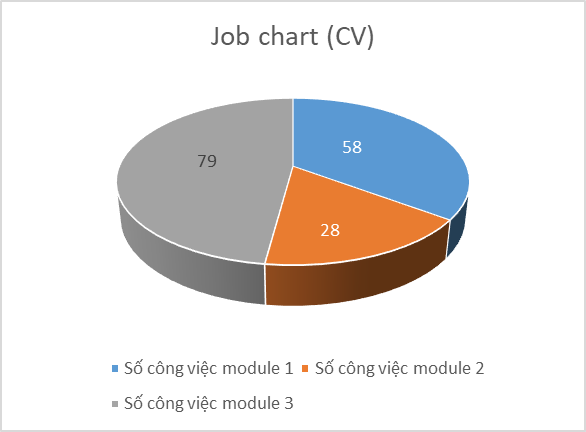 Job chart (CV)
79
58
28
Số công việc module 1 Số công việc module 2
Số công việc module 3